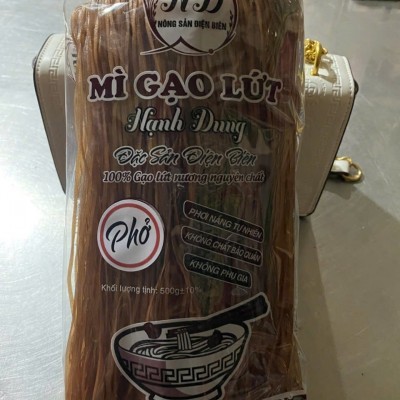 HD
NÔNG SẢN ĐIỆN BIÊN
MÌ GẠO LỨT
Hạnh Dung
Đặc Sản Điện Biên
100% Gạo lứt nương nguyên chất
Phở
PHƠI NẮNG TỰ NHIÊN
KHÔNG CHẤT BẢO QUẢN
KHÔNG PHỤ GIA
Khối lượng tịnh: 500g±10%